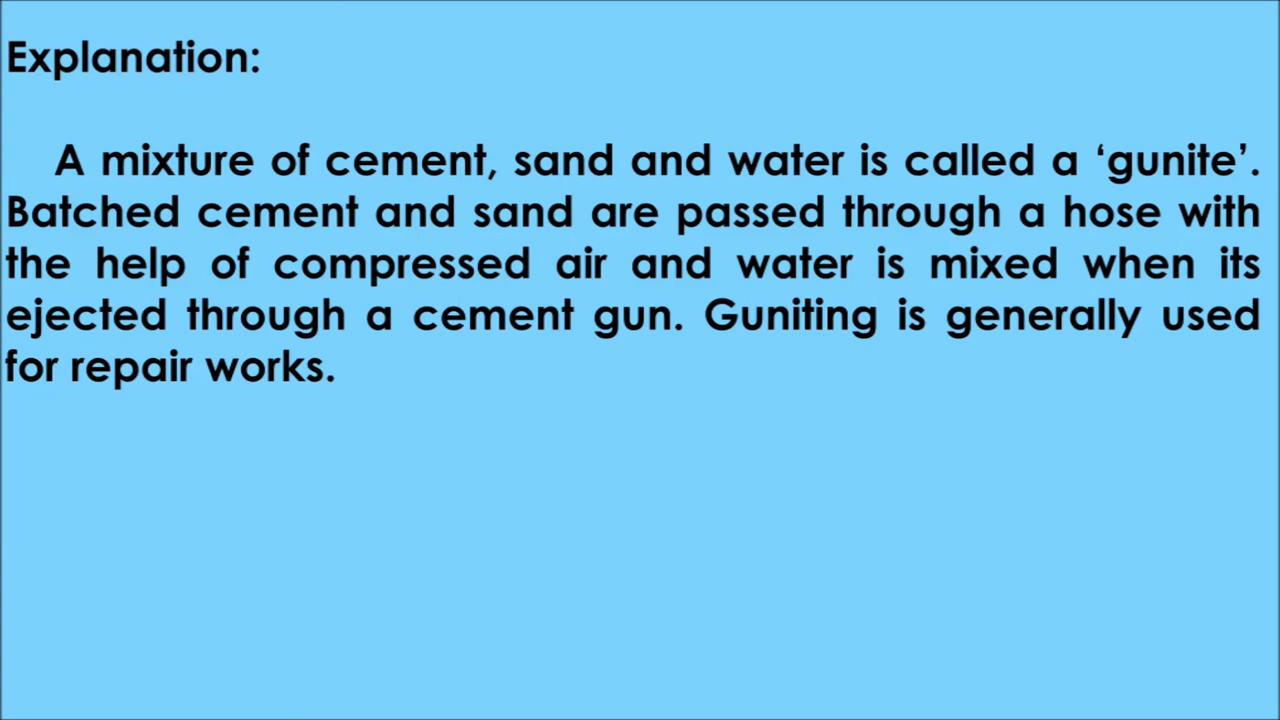 Explanation:
A mixture of cement, sand and water is called a ‘gunite’.
Batched cement and sand are passed through a hose with
the help of compressed air and water is mixed when its
ejected through a cement gun. Guniting is generally used
for repair works.